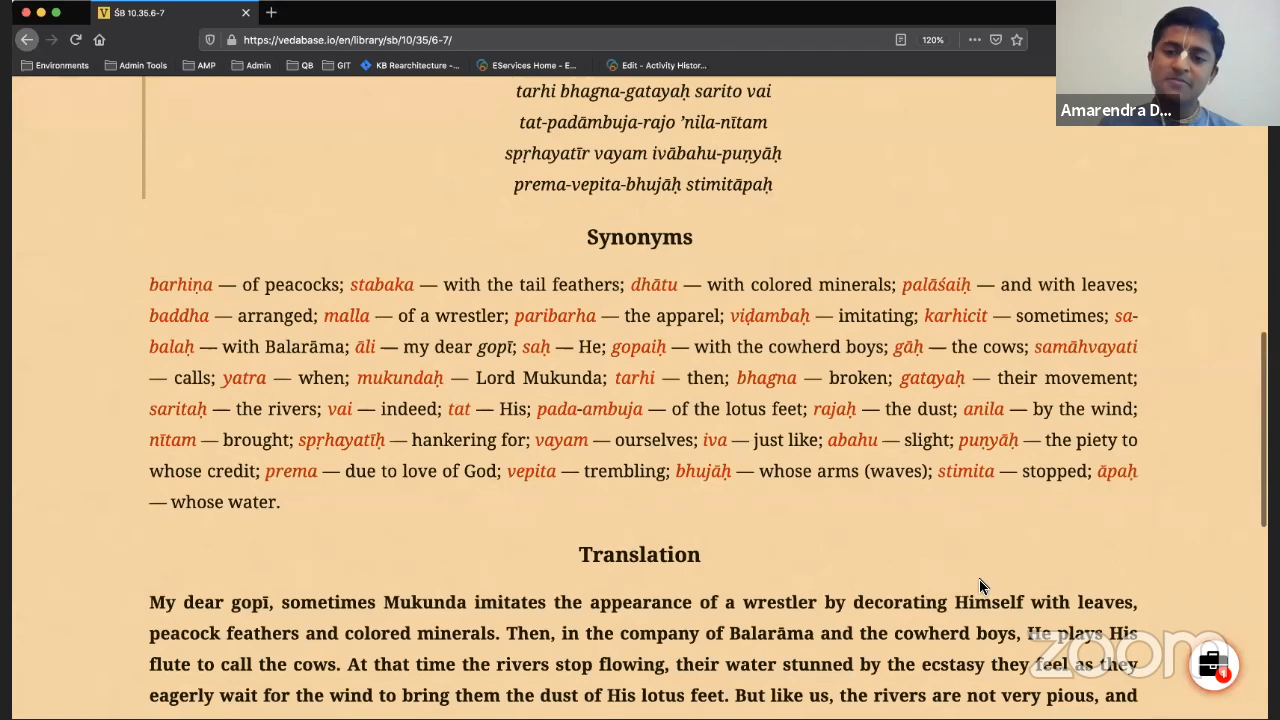 ŚB 10.35.6-7
https://vedabase.io/en/library/sb/10/35/6-7/
120%
Environments Admin Tools AMP Admin QB GIT KB Rearchitecture -... EServices Home - E... Edit - Activity Histor...
Amarendra D...
tarhi bhagna-gatayaḥ sarito vai
tat-padāmbuja-rajo ’nila-nītam
spṛhayatīr vayam ivābahu-puṇyāḥ
prema-vepita-bhujāḥ stimitāpaḥ
Synonyms
barhiṇa — of peacocks; stabaka — with the tail feathers; dhātu — with colored minerals; palāśaiḥ — and with leaves;
baddha — arranged; malla — of a wrestler; paribarha — the apparel; viḍambaḥ — imitating; karhicit — sometimes; sa-
balaḥ — with Balarāma; āli — my dear gopī; saḥ — He; gopaiḥ — with the cowherd boys; gāḥ — the cows; samāhvayati
— calls; yatra — when; mukundaḥ — Lord Mukunda; tarhi — then; bhagna — broken; gatayaḥ — their movement;
saritaḥ — the rivers; vai — indeed; tat — His; pada-ambuja — of the lotus feet; rajaḥ — the dust; anila — by the wind;
nītam — brought; spṛhayatīḥ — hankering for; vayam — ourselves; iva — just like; abahu — slight; puṇyāḥ — the piety to
whose credit; prema — due to love of God; vepita — trembling; bhujāḥ — whose arms (waves); stimita — stopped; āpaḥ
— whose water.
Translation
My dear gopī, sometimes Mukunda imitates the appearance of a wrestler by decorating Himself with leaves,
peacock feathers and colored minerals. Then, in the company of Balarāma and the cowherd boys, He plays His
flute to call the cows. At that time the rivers stop flowing, their water stunned by the ecstasy they feel as they
eagerly wait for the wind to bring them the dust of His lotus feet. But like us, the rivers are not very pious, and
zoom
1